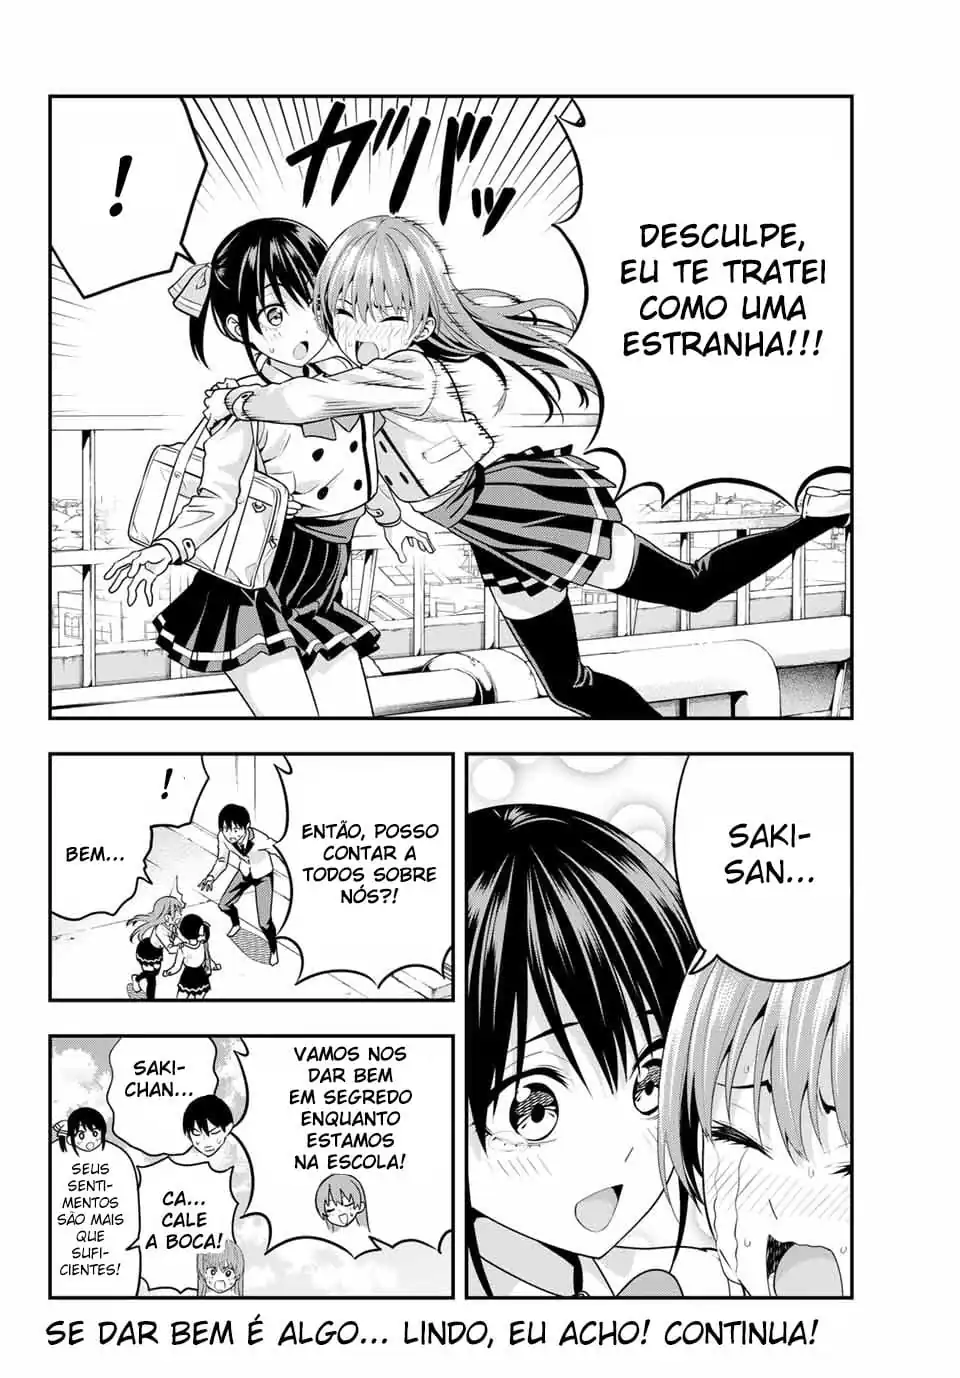 DESCULPE,
EU TE TRATEI
COMO UMA
ESTRANHA!!!
ガバッ
!
SAKI-
SAN...
ENTÃO, POSSO
CONTAR A
TODOS SOBRE
NÓS?!
!
BEM...
VAMOS NOS
DAR BEM
EM SEGREDO
ENQUANTO
ESTAMOS
NA ESCOLA!
SAKI-
CHAN...
CA...
CALE
A BOCA!
SEUS
SENTI-
MENTOS
SÃO MAIS
QUE
SUFI-
CIENTES!
SE DAR BEM É ALGO... LINDO, EU ACHO! CONTINUA!